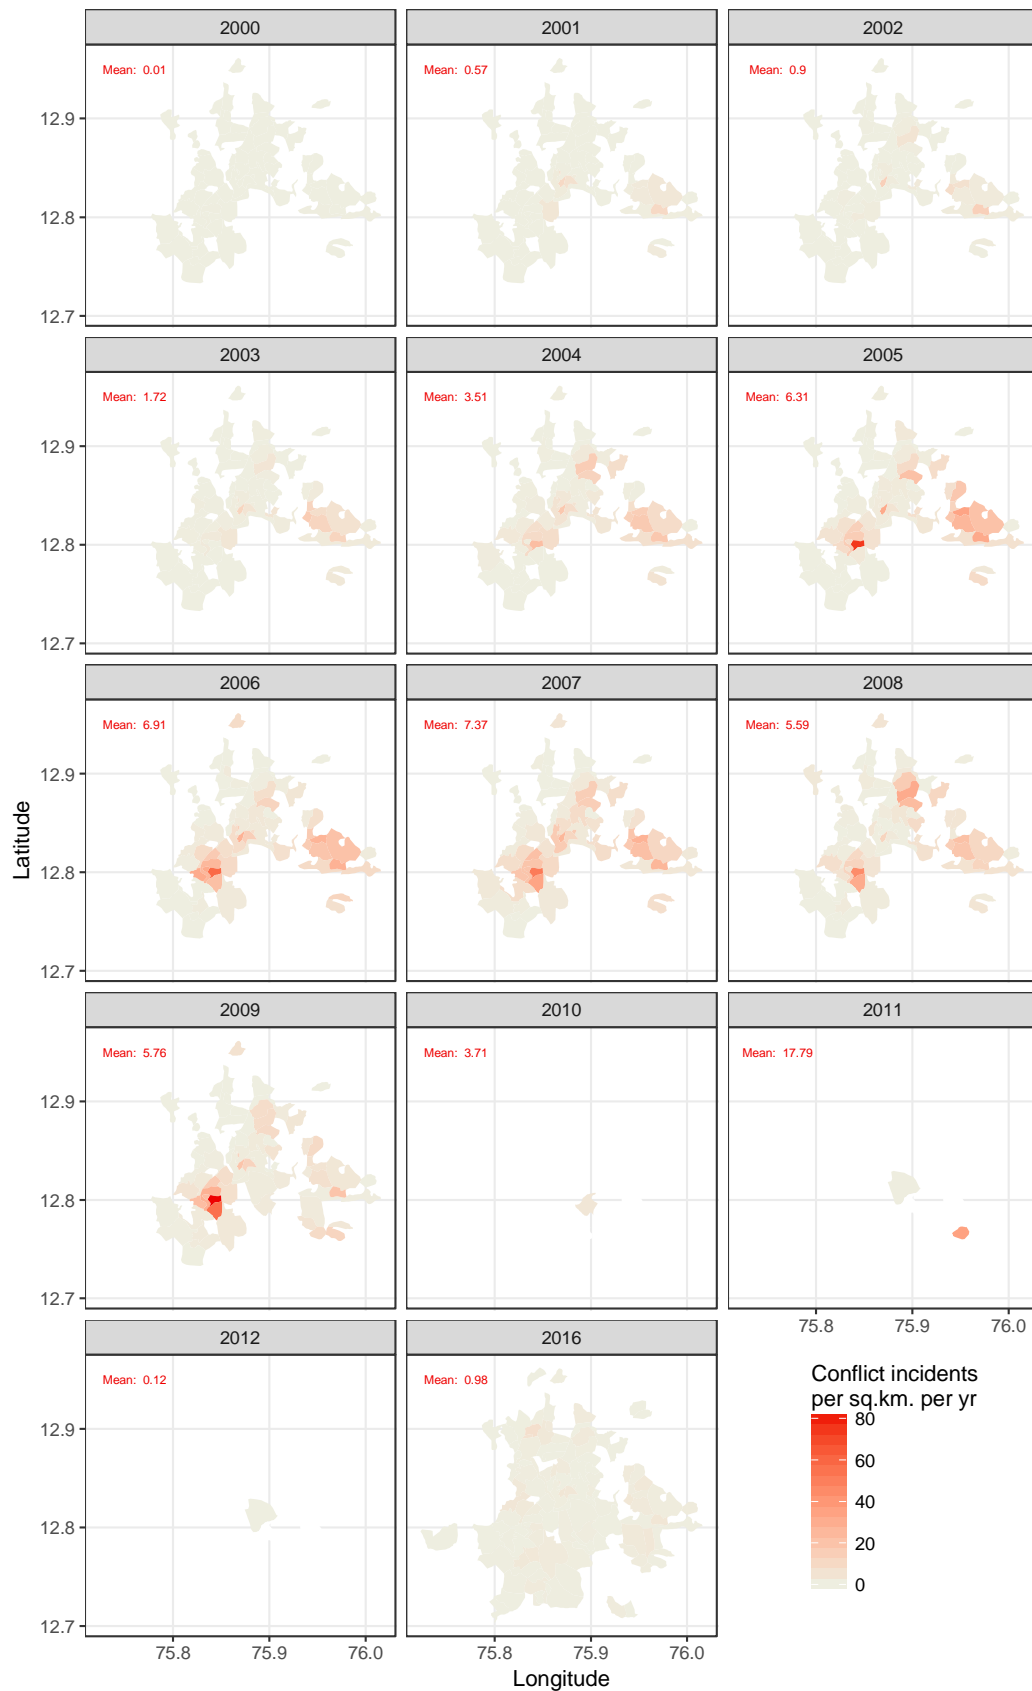 2000
2001
2002
Mean: 0.01
Mean: 0.57
Mean: 0.9
12.9
12.8
12.7
2003
2004
2005
Mean: 1.72
Mean: 3.51
Mean: 6.31
12.9
12.8
12.7
2006
2007
2008
Mean: 6.91
Mean: 7.37
Mean: 5.59
12.9
12.8
12.7
Latitude
2009
2010
2011
Mean: 5.76
Mean: 3.71
Mean: 17.79
12.9
12.8
12.7
75.8 75.9 76.0
2012
2016
Mean: 0.12
Mean: 0.98
12.9
12.8
12.7
75.8 75.9 76.0
75.8 75.9 76.0
Longitude
Conflict incidents
per sq.km. per yr
80
60
40
20
0